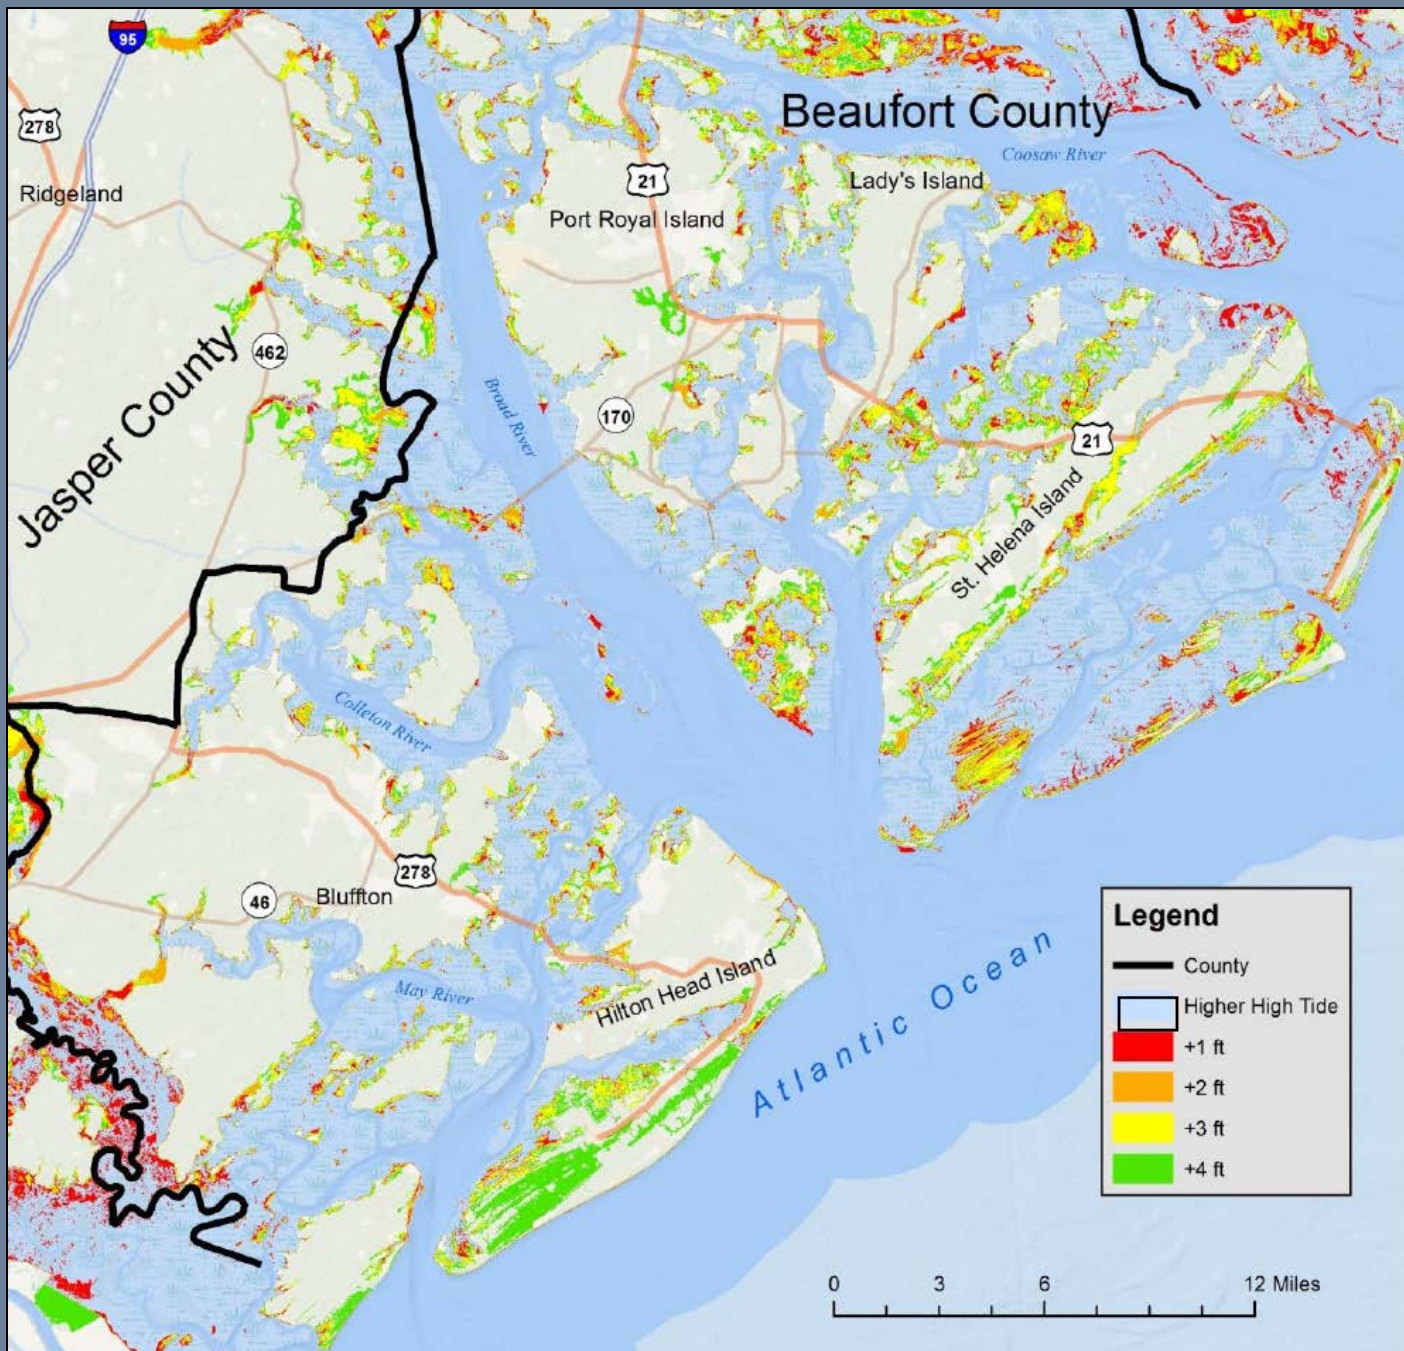 95
Beaufort County
278
Coosaw River
21
Lady's Island
Ridgeland
Port Royal Island
462
Jasper County
Broad River
170
21
St. Helena Island
Colleton River
278
46
Bluffton
Hilton Head Island
May River
Atlantic Ocean
Legend
County
Higher High Tide
+1 ft
+2 ft
+3 ft
+4 ft
0 3 6 12 Miles